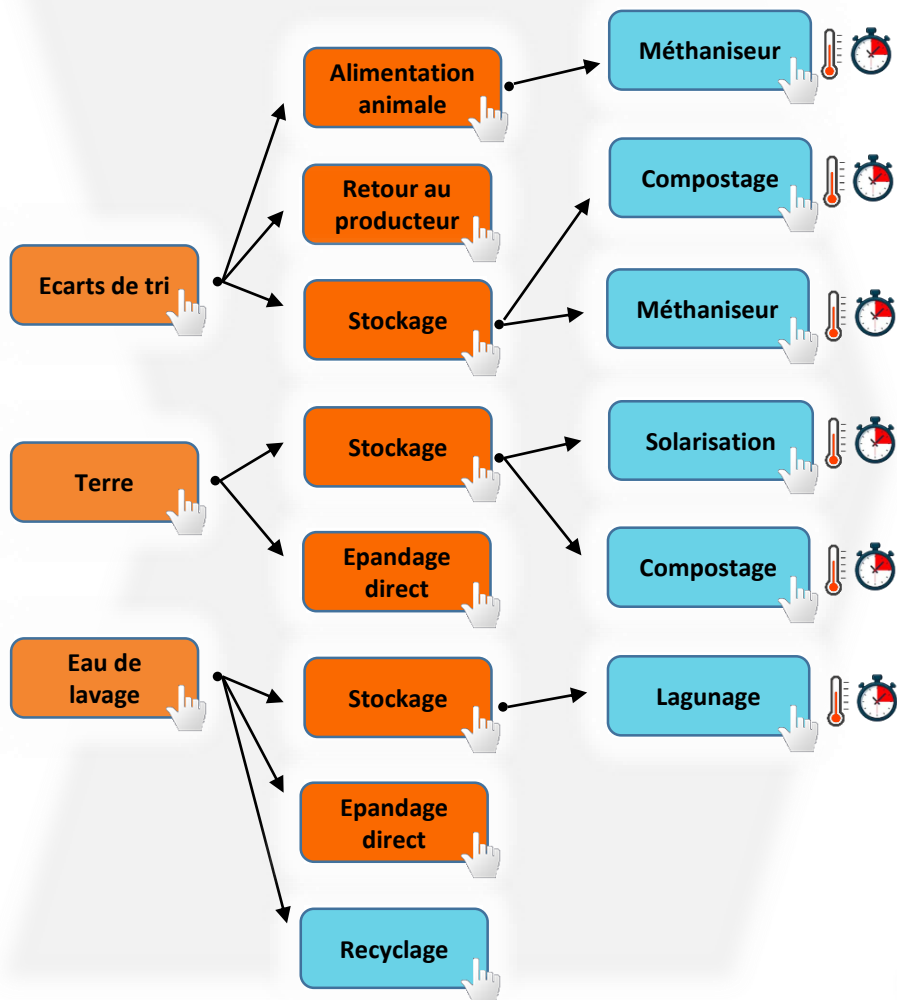 Méthaniseur
Alimentation
animale
Compostage
Retour au
producteur
Ecarts de tri
Stockage
Méthaniseur
Stockage
Solarisation
Terre
Epandage
direct
Compostage
Eau de
lavage
Stockage
Lagunage
Epandage
direct
Recyclage